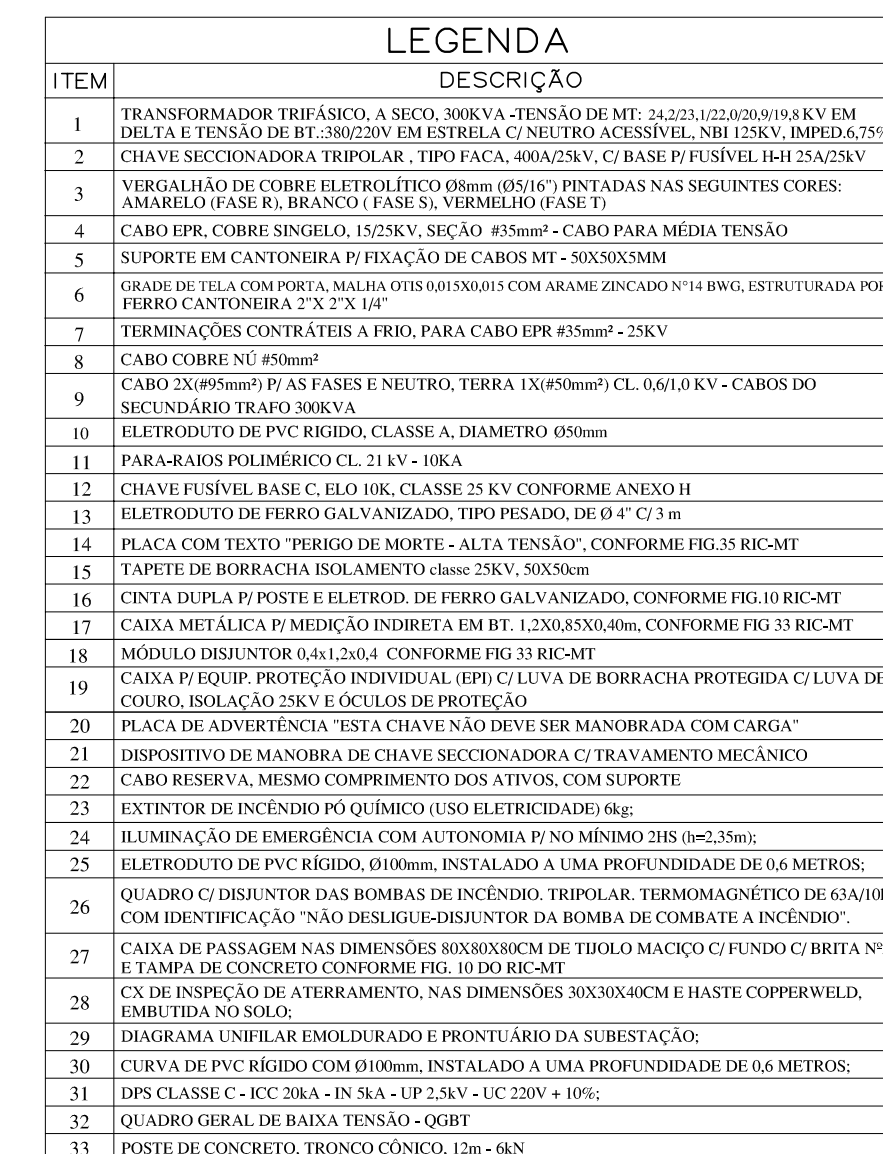 LEGENDA
ITEM DESCRIÇÃO
1 TRANSFORMADOR TRIFÁSICO, A SECO, 300KVA -TENSÃO DE MT: 24,2/23,1/22,0/20,9/19,8 KV EM
DELTA E TENSÃO DE BT.:380/220V EM ESTRELA C/ NEUTRO ACESSÍVEL, NBI 125KV, IMPED.6,75%
2 CHAVE SECCIONADORA TRIPOLAR , TIPO FACA, 400A/25kV, C/ BASE P/ FUSÍVEL H-H 25A/25kV
3 VERGALHÃO DE COBRE ELETROLÍTICO Ø8mm (Ø5/16") PINTADAS NAS SEGUINTES CORES:
AMARELO (FASE R), BRANCO ( FASE S), VERMELHO (FASE T)
4 CABO EPR, COBRE SINGELO, 15/25KV, SEÇÃO #35mm² - CABO PARA MÉDIA TENSÃO
5 SUPORTE EM CANTONEIRA P/ FIXAÇÃO DE CABOS MT - 50X50X5MM
6 GRADE DE TELA COM PORTA, MALHA OTIS 0,015X0,015 COM ARAME ZINCADO N°14 BWG, ESTRUTURADA
FERRO CANTONEIRA 2"X 2"X 1/4"
7 TERMINAÇÕES CONTRÁTEIS A FRIO, PARA CABO EPR #35mm² - 25KV
8 CABO COBRE NÚ #50mm²
9 CABO 2X(#95mm²) P/ AS FASES E NEUTRO, TERRA 1X(#50mm²) CL. 0,6/1,0 KV - CABOS DO
SECUNDÁRIO TRAFO 300KVA
10 ELETRODUTO DE PVC RIGIDO, CLASSE A, DIAMETRO Ø50mm
11 PARA-RAIOS POLIMÉRICO CL. 21 kV - 10KA
12 CHAVE FUSÍVEL BASE C, ELO 10K, CLASSE 25 KV CONFORME ANEXO H
13 ELETRODUTO DE FERRO GALVANIZADO, TIPO PESADO, DE Ø 4" C/ 3 m
14 PLACA COM TEXTO "PERIGO DE MORTE - ALTA TENSÃO", CONFORME FIG.35 RIC-MT
15 TAPETE DE BORRACHA ISOLAMENTO classe 25KV, 50X50cm
16 CINTA DUPLA P/ POSTE E ELETROD. DE FERRO GALVANIZADO, CONFORME FIG.10 RIC-MT
17 CAIXA METÁLICA P/ MEDIÇÃO INDIRETA EM BT. 1,2X0,85X0,40m, CONFORME FIG 33 RIC-MT
18 MÓDULO DISJUNTOR 0,4x1,2x0,4 CONFORME FIG 33 RIC-MT
19 CAIXA P/ EQUIP. PROTEÇÃO INDIVIDUAL (EPI) C/ LUVA DE BORRACHA PROTEGIDA C/ LUVA DE
COURO, ISOLAÇÃO 25KV E ÓCULOS DE PROTEÇÃO
20 PLACA DE ADVERTÊNCIA "ESTA CHAVE NÃO DEVE SER MANOBRADA COM CARGA"
21 DISPOSITIVO DE MANOBRA DE CHAVE SECCIONADORA C/ TRAVAMENTO MECÂNICO
22 CABO RESERVA, MESMO COMPRIMENTO DOS ATIVOS, COM SUPORTE
23 EXTINTOR DE INCÊNDIO PÓ QUÍMICO (USO ELETRICIDADE) 6kg;
24 ILUMINAÇÃO DE EMERGÊNCIA COM AUTONOMIA P/ NO MÍNIMO 2HS (h=2,35m);
25 ELETRODUTO DE PVC RÍGIDO, Ø100mm, INSTALADO A UMA PROFUNDIDADE DE 0,6 METROS;
26 QUADRO C/ DISJUNTOR DAS BOMBAS DE INCÊNDIO. TRIPOLAR. TERMOMAGNÉTICO DE
COM IDENTIFICAÇÃO "NÃO DESLIGUE-DISJUNTOR DA BOMBA DE COMBATE A INCÊNDIO".
27 CAIXA DE PASSAGEM NAS DIMENSÕES 80X80X80CM DE TIJOLO MACIÇO C/ FUNDO C/ BRITA
E TAMPA DE CONCRETO CONFORME FIG. 10 DO RIC-MT
28 CX DE INSPEÇÃO DE ATERRAMENTO, NAS DIMENSÕES 30X30X40CM E HASTE COPPERWELD,
EMBUTIDA NO SOLO;
29 DIAGRAMA UNIFILAR EMOLDURADO E PRONTUÁRIO DA SUBESTAÇÃO;
30 CURVA DE PVC RÍGIDO COM Ø100mm, INSTALADO A UMA PROFUNDIDADE DE 0,6 METROS;
31 DPS CLASSE C - ICC 20kA - IN 5kA - UP 2,5kV - UC 220V + 10%;
32 QUADRO GERAL DE BAIXA TENSÃO - QGBT
33 POSTE DE CONCRETO, TRONCO CÔNICO, 12m - 6kN